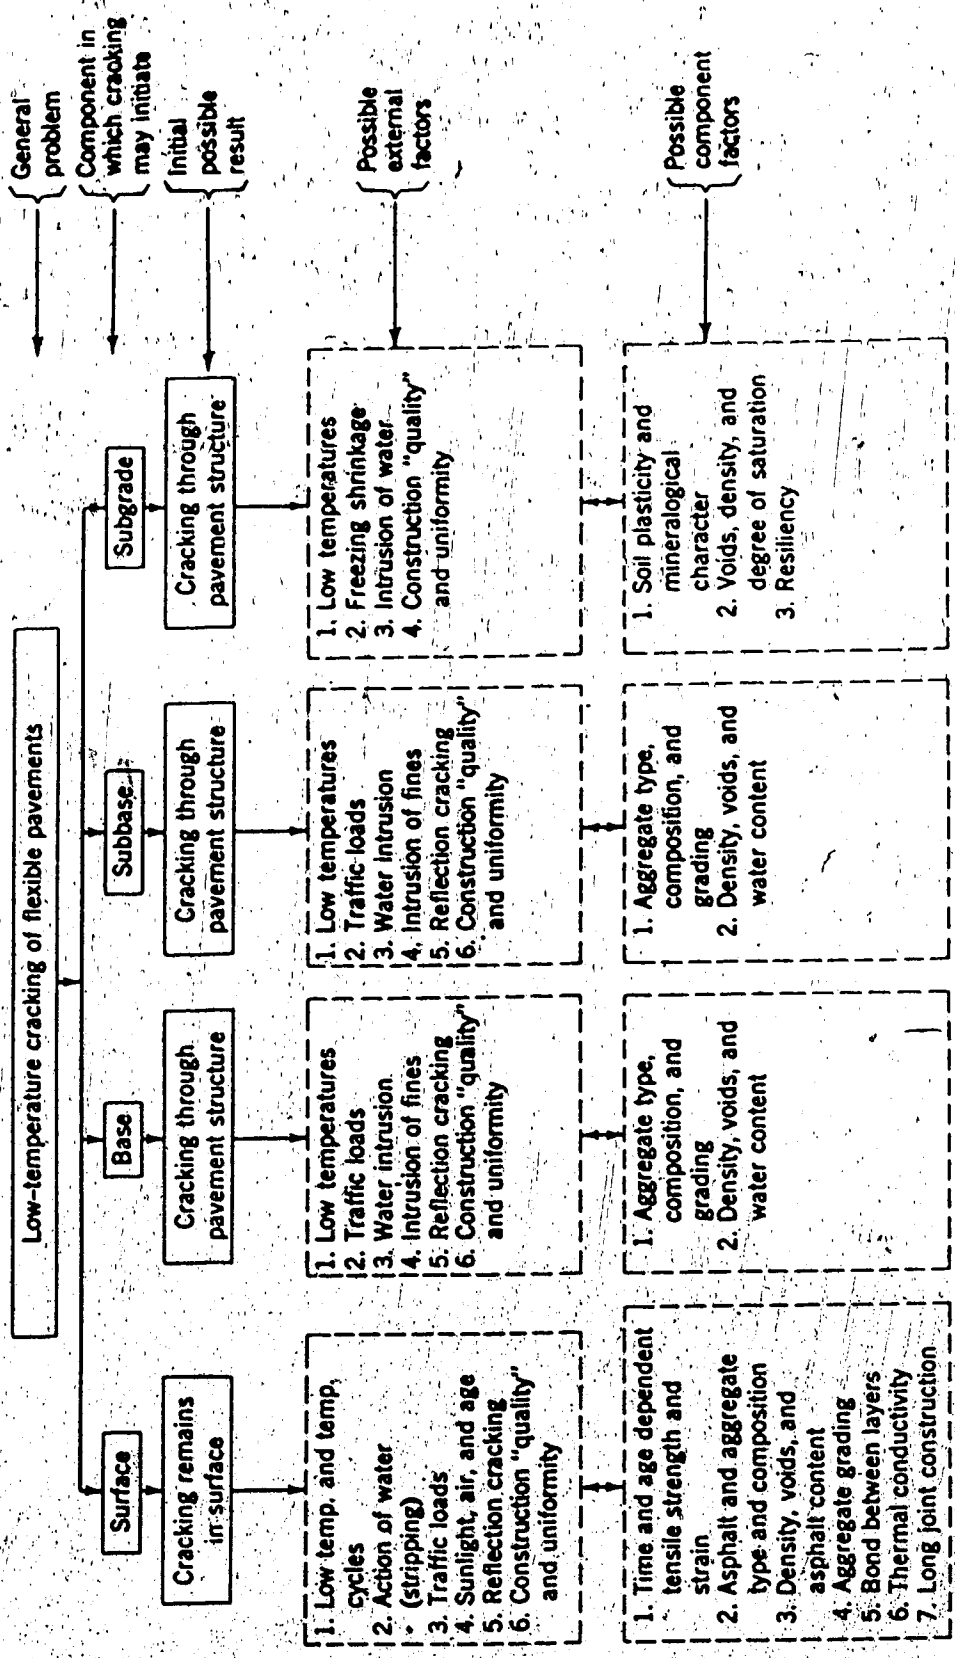 Low-temperature cracking of flexible pavements
General
problem
Surface
Base
Subbase
Subgrade
Component in
which cracking
may initiate
Cracking remains
in surface
Cracking through
pavement structure
Cracking through
pavement structure
Cracking through
pavement structure
Initial
possible
result
1. Low temp. and temp.
cycles
2. Action of water
(stripping)
3. Traffic loads
4. Sunlight, air, and age
5. Reflection cracking
6. Construction "quality"
and uniformity
1. Low temperatures
2. Traffic loads
3. Water intrusion
4. Intrusion of fines
5. Reflection cracking
6. Construction "quality"
and uniformity
1. Low temperatures
2. Traffic loads
3. Water Intrusion
4. Intrusion of fines
5. Reflection cracking
6. Construction "quality"
and uniformity
1. Low temperatures
2. Freezing shrinkage
3. Intrusion of water
4. Construction "quality"
and uniformity
Possible
external
factors
1. Time and age dependent
tensile strength and
strain
2. Asphalt and aggregate
type and composition
3. Density, voids, and
asphalt content
4. Aggregate grading
5. Bond between layers
6. Thermal conductivity
7. Long joint construction
1. Aggregate type,
composition, and
grading
2. Density, voids, and
water content
1. Aggregate type,
composition, and
grading
2. Density, voids, and
water content
1. Soil plasticity and
mineralogical
character
2. Voids, density, and
degree of saturation
3. Resiliency
Possible
component
factors